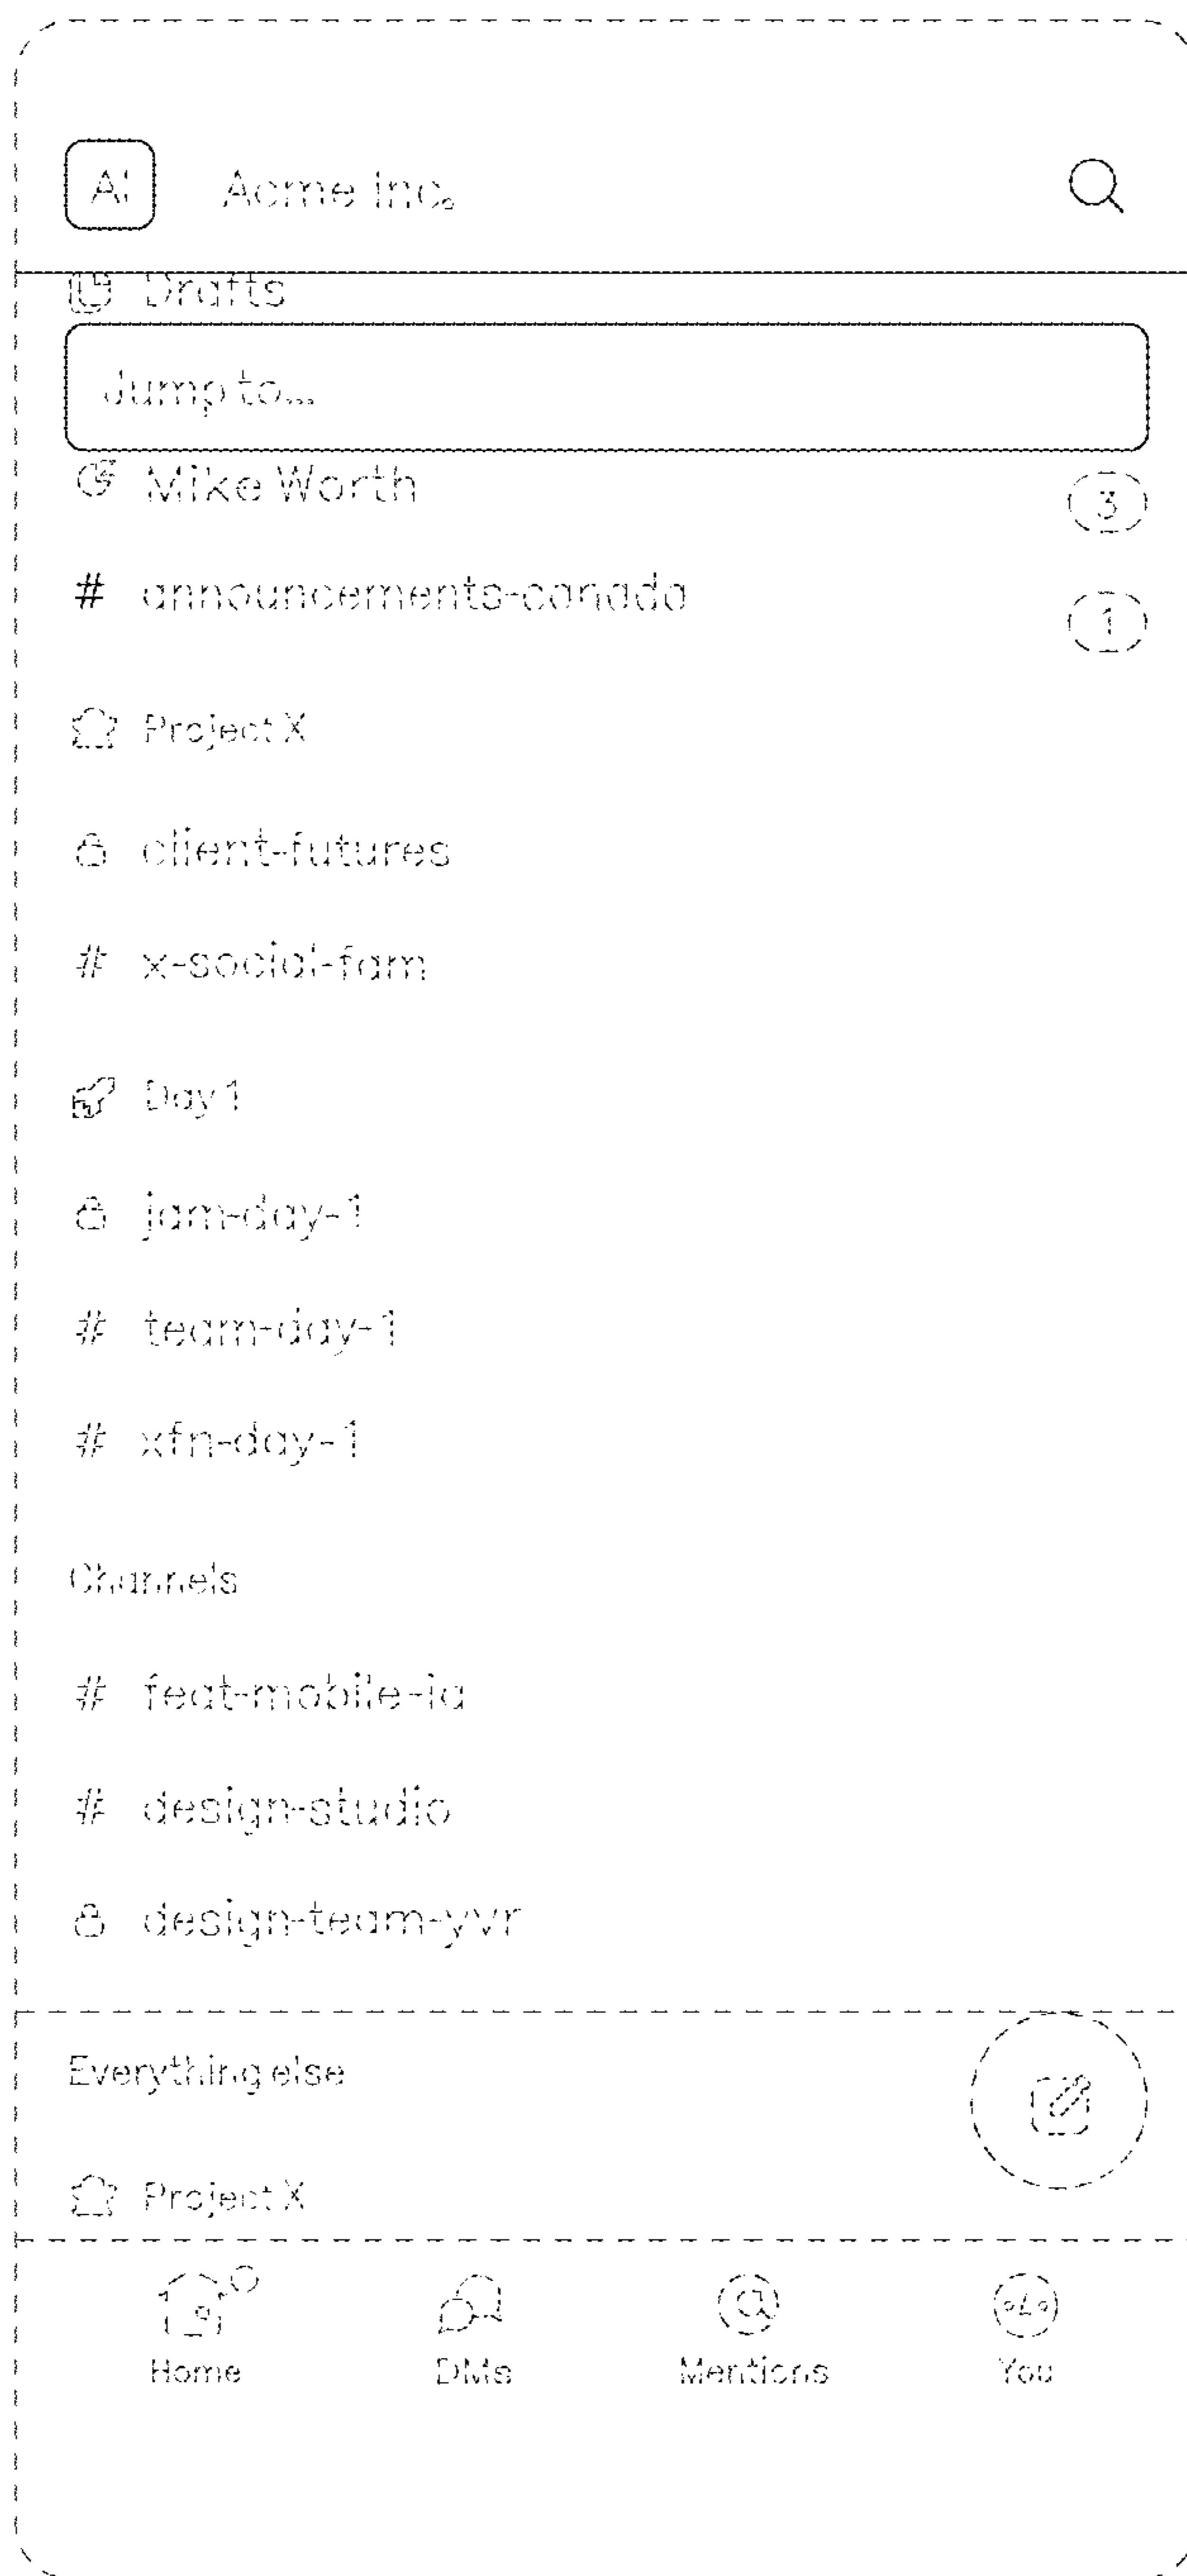 AI Acme Inc.
Drafts
Jump to...
Mike Worth 3
# announcements-canada 1
Project X
client-futures
# x-social-fam
Day 1
jam-day-1
# team-day-1
# xfn-day-1
Channels
# feat-mobile-ia
# design-studio
design-team-yvr
Everything else
Project X
Home DMs Mentions You